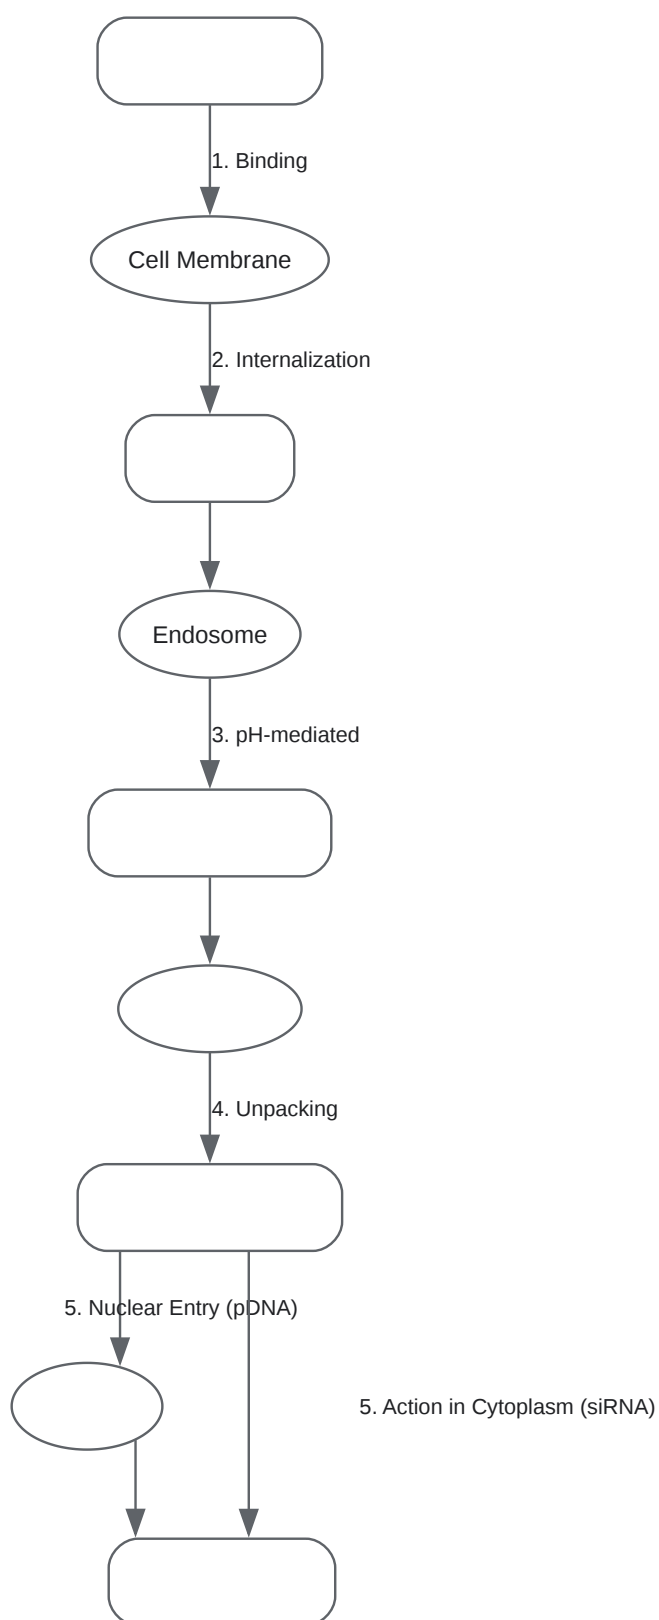 1. Binding
Cell Membrane
2. Internalization
Endosome
3. pH-mediated
4. Unpacking
5. Nuclear Entry (pDNA)
5. Action in Cytoplasm (siRNA)